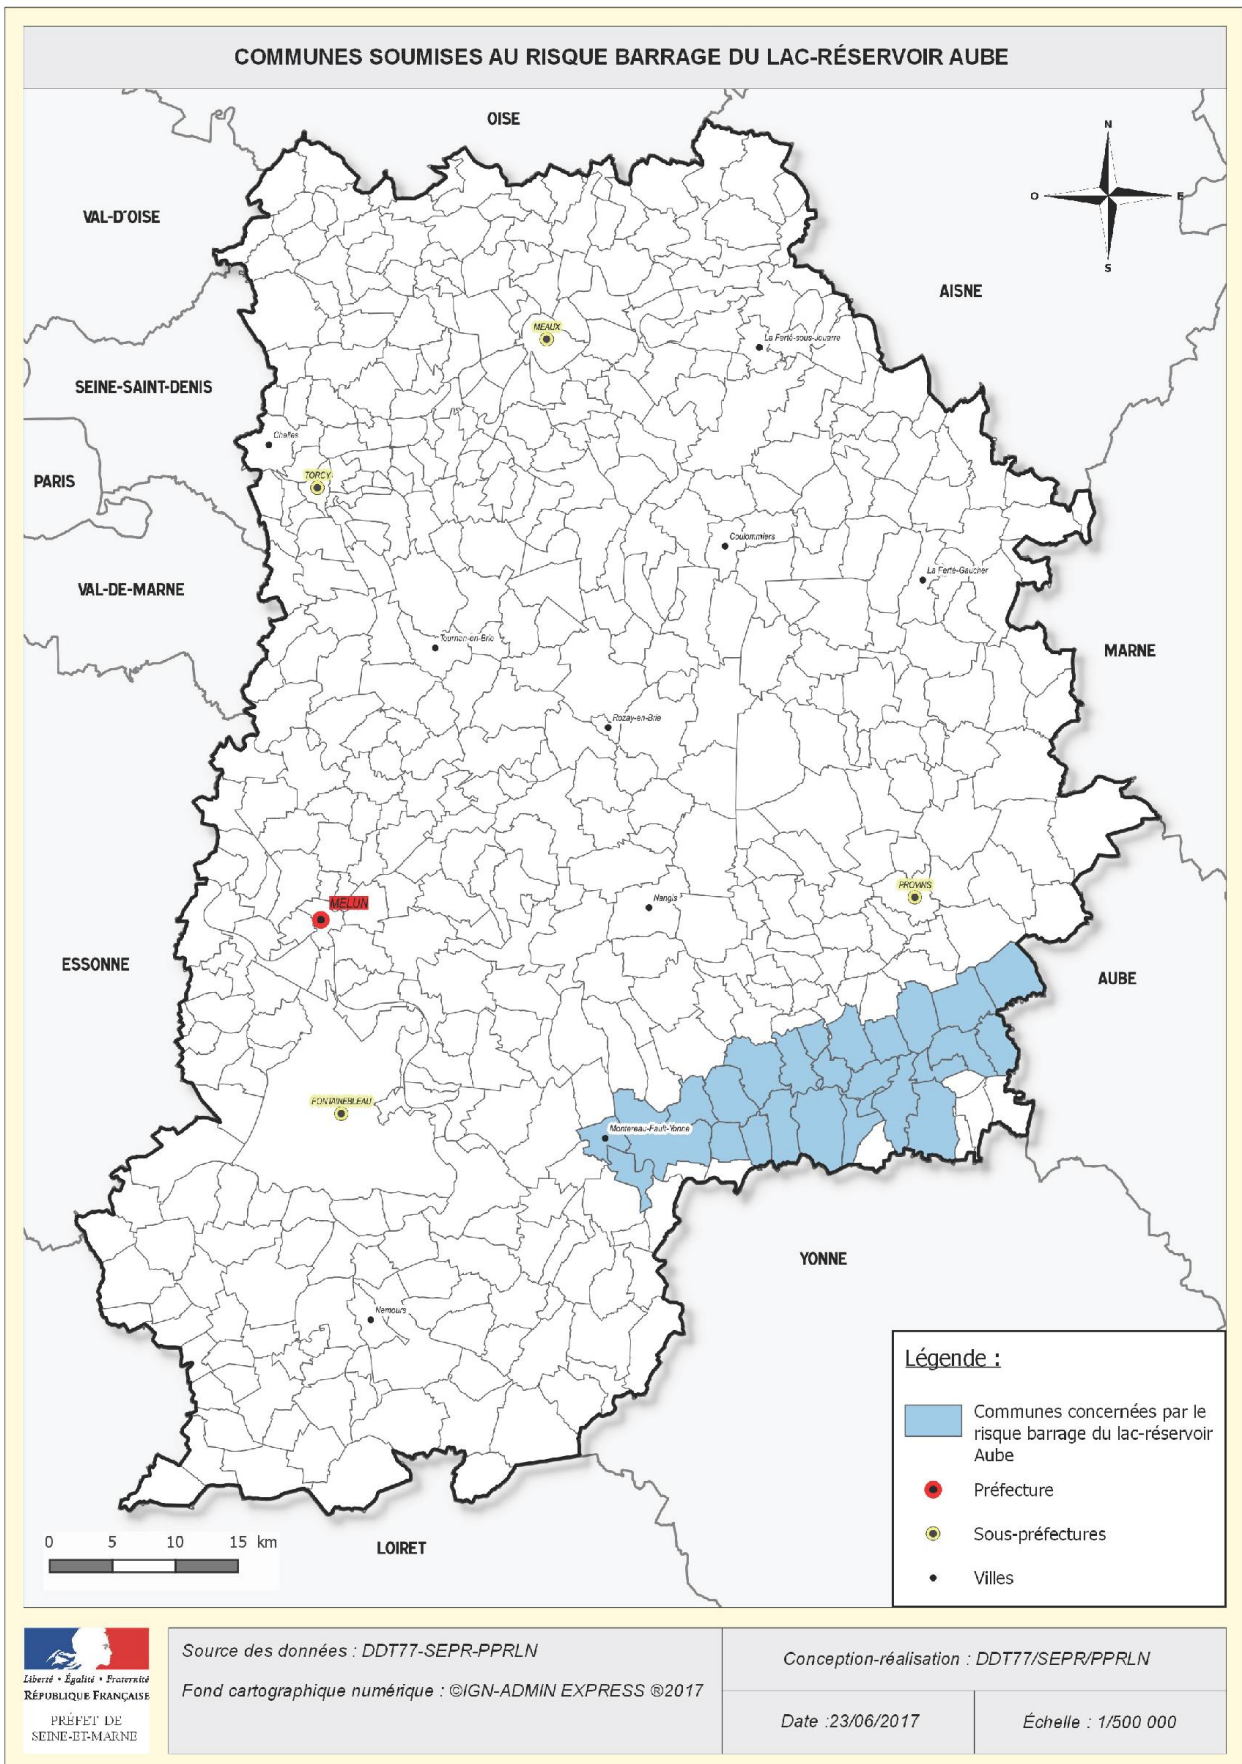 COMMUNES SOUMISES AU RISQUE BARRAGE DU LAC-RÉSERVOIR AUBE
OISE
N
O
E
S
VAL-D'OISE
AISNE
MEAUX
La Ferté-sous-Jouarre
SEINE-SAINT-DENIS
Chelles
TORCY
PARIS
Coulommiers
La Ferté-Gaucher
VAL-DE-MARNE
Tournan-en-Brie
MARNE
Rozay-en-Brie
PROVINS
MELUN
Nangis
ESSONNE
AUBE
FONTAINEBLEAU
Montereau-Fault-Yonne
YONNE
Nemours
Légende :
Communes concernées par le
risque barrage du lac-réservoir
Aube
Préfecture
Sous-préfectures
Villes
0 5 10 15 km
LOIRET
Liberté • Égalité • Fraternité
RÉPUBLIQUE FRANÇAISE
PRÉFET DE
SEINE-ET-MARNE
Source des données : DDT77-SEPR-PPRLN
Fond cartographique numérique : ©IGN-ADMIN EXPRESS ®2017
Conception-réalisation : DDT77/SEPR/PPRLN
Date :23/06/2017
Échelle : 1/500 000